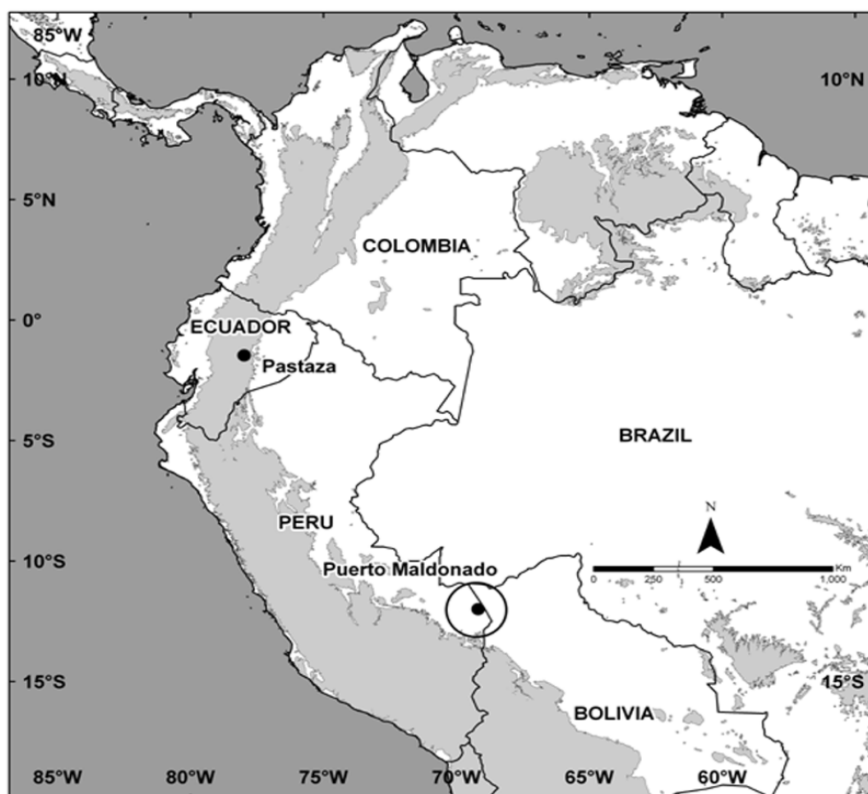 85°W
10°N
10°N
5°N
COLOMBIA
0°
ECUADOR
Pastaza
5°S
BRAZIL
PERU
N
10°S
Puerto Maldonado
Km
0 250 500 1,000
15°S
15°S
BOLIVIA
85°W 80°W 75°W 70°W 65°W 60°W